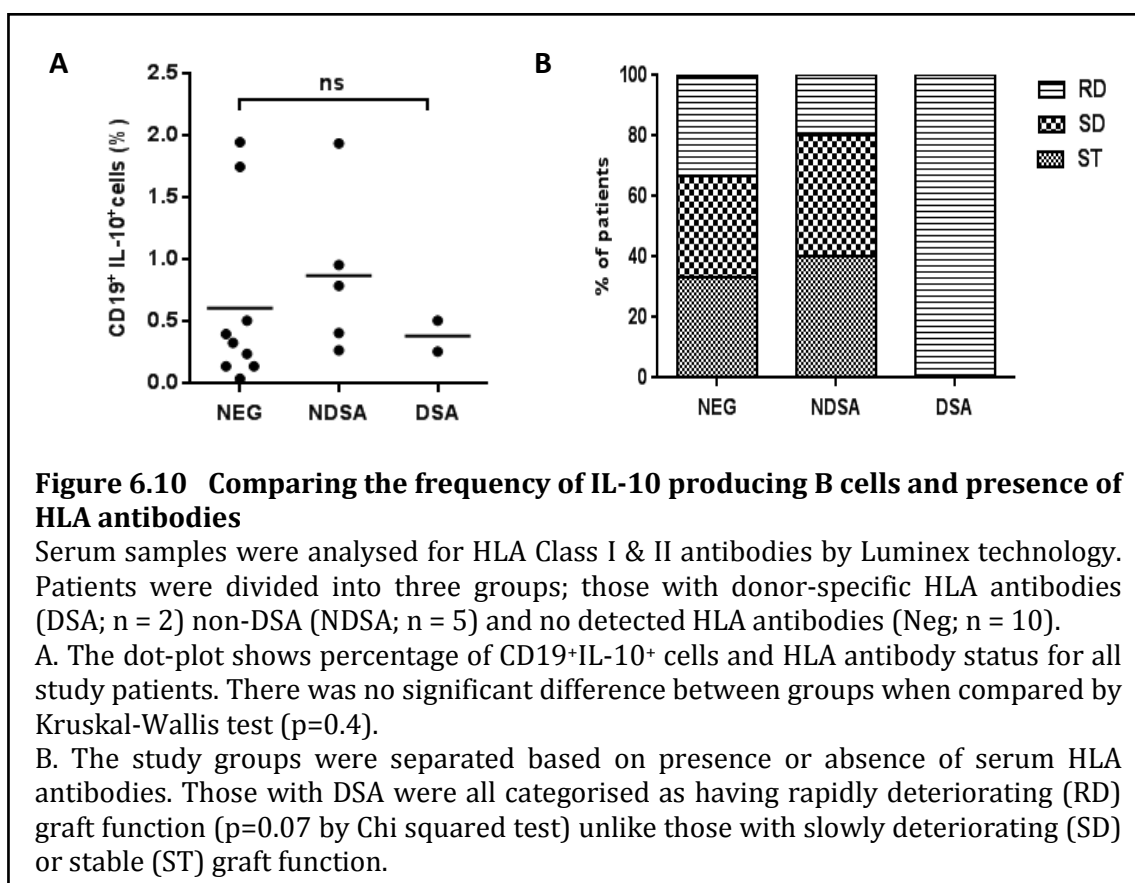 A
B
2.5
2.0
1.5
1.0
0.5
0.0
CD19+ IL-10+ cells (%)
ns
NEG NDSA DSA
100
80
60
40
20
0
% of patients
NEG NDSA DSA
RD
SD
ST
Figure 6.10 Comparing the frequency of IL-10 producing B cells and presence of
HLA antibodies
Serum samples were analysed for HLA Class I & II antibodies by Luminex technology.
Patients were divided into three groups; those with donor-specific HLA antibodies
(DSA; n = 2) non-DSA (NDSA; n = 5) and no detected HLA antibodies (Neg; n = 10).
A. The dot-plot shows percentage of CD19+IL-10+ cells and HLA antibody status for all
study patients. There was no significant difference between groups when compared by
Kruskal-Wallis test (p=0.4).
B. The study groups were separated based on presence or absence of serum HLA
antibodies. Those with DSA were all categorised as having rapidly deteriorating (RD)
graft function (p=0.07 by Chi squared test) unlike those with slowly deteriorating (SD)
or stable (ST) graft function.